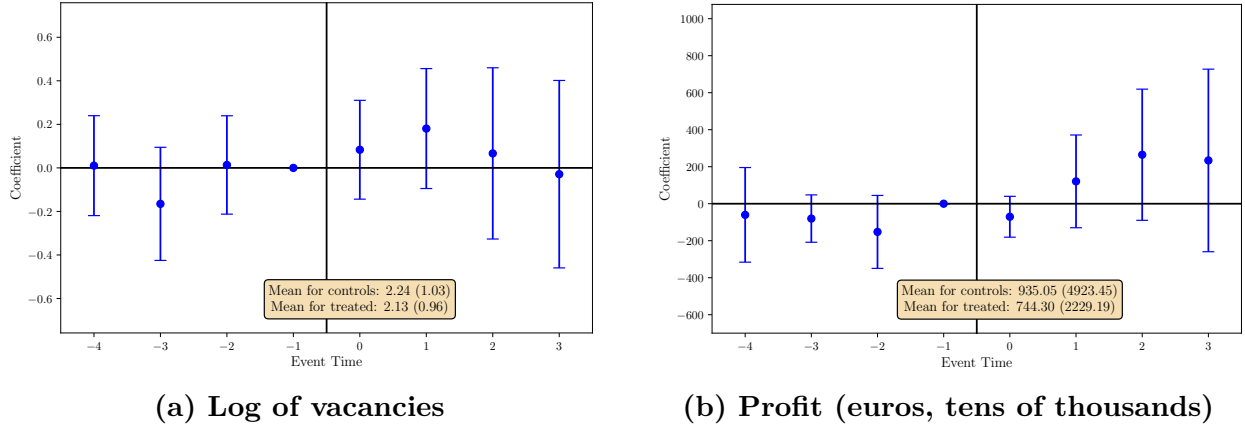 0.6
0.4
0.2
0.0
−0.2
−0.4
−0.6
Coefficient
Mean for controls: 2.24 (1.03)
Mean for treated: 2.13 (0.96)
−4 −3 −2 −1 0 1 2 3
Event Time
(a) Log of vacancies
1000
800
600
400
200
0
−200
−400
−600
Coefficient
Mean for controls: 935.05 (4923.45)
Mean for treated: 744.30 (2229.19)
−4 −3 −2 −1 0 1 2 3
Event Time
(b) Profit (euros, tens of thousands)